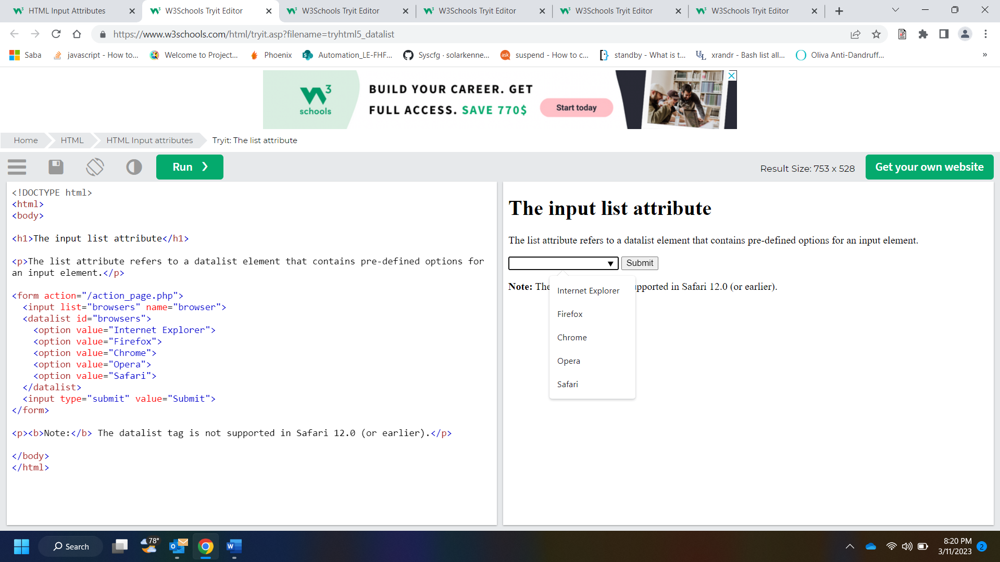 HTML Input Attributes
W3Schools Tryit Editor
W3Schools Tryit Editor
W3Schools Tryit Editor
W3Schools Tryit Editor
W3Schools Tryit Editor
https://www.w3schools.com/html/tryit.asp?filename=tryhtml5_datalist
Saba
javascript - How to...
Welcome to Project...
Phoenix
Automation_LE-FHF...
Syscfg · solarkenne...
ask
suspend - How to c...
standby - What is t...
xrandr - Bash list all...
Oliva Anti-Dandruff...
»
3
schools
BUILD YOUR CAREER. GET
FULL ACCESS. SAVE 770$
Start today
Home
HTML
HTML Input attributes
Tryit: The list attribute
Run ❯
Result Size: 753 x 528
Get your own website
<!DOCTYPE html>
<html>
<body>
<h1>The input list attribute</h1>
<p>The list attribute refers to a datalist element that contains pre-defined options for
an input element.</p>
<form action="/action_page.php">
<input list="browsers" name="browser">
<datalist id="browsers">
<option value="Internet Explorer">
<option value="Firefox">
<option value="Chrome">
<option value="Opera">
<option value="Safari">
</datalist>
<input type="submit" value="Submit">
</form>
<p><b>Note:</b> The datalist tag is not supported in Safari 12.0 (or earlier).</p>
</body>
</html>
The input list attribute
The list attribute refers to a datalist element that contains pre-defined options for an input element.
Submit
Note: The pported in Safari 12.0 (or earlier).
Internet Explorer
Firefox
Chrome
Opera
Safari
Search
78°
8:20 PM
3/11/2023
2